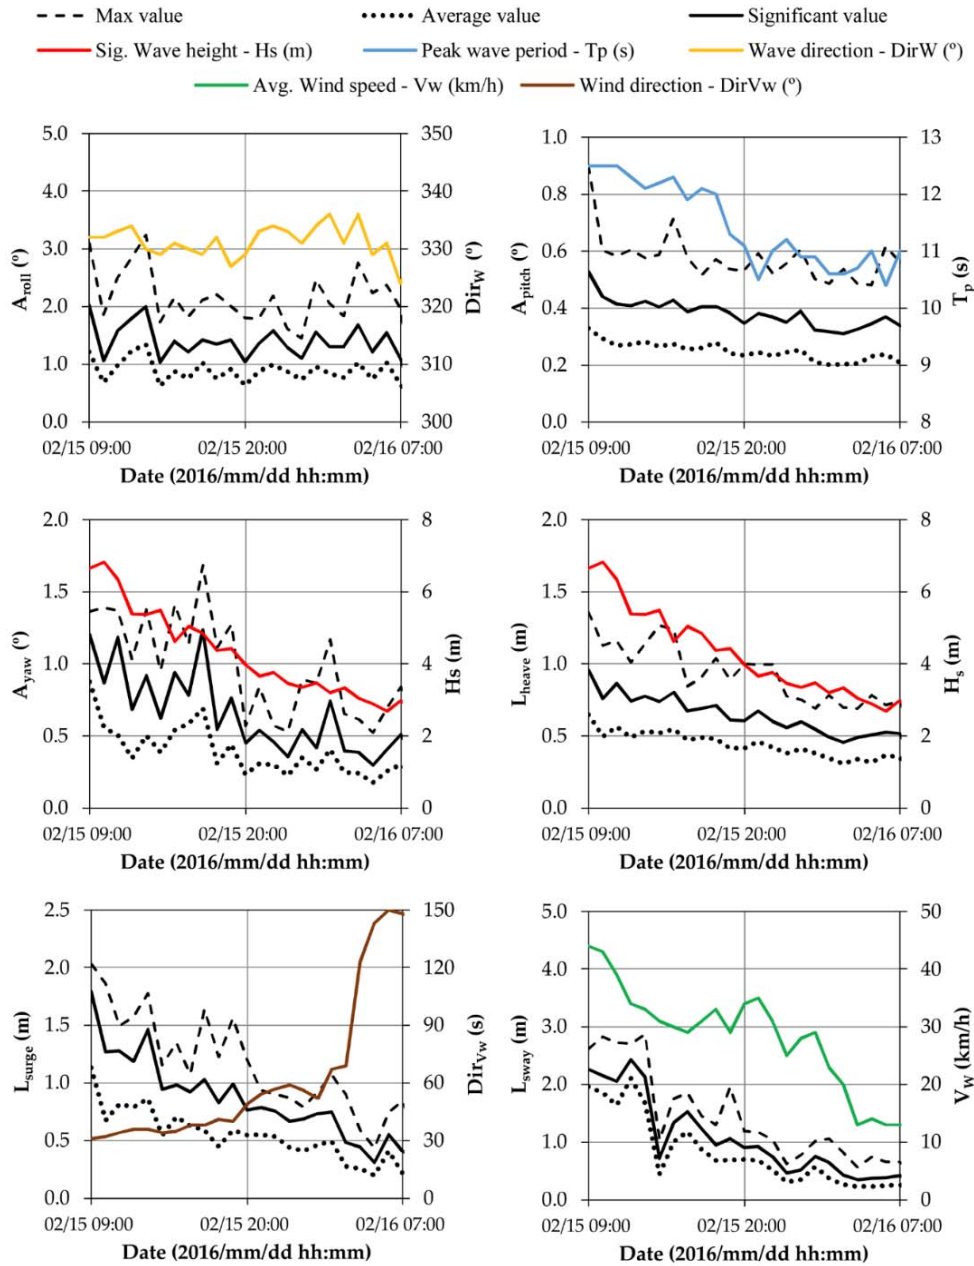 Max value Average value Significant value
Sig. Wave height - Hs (m) Peak wave period - Tp (s) Wave direction - DirW (º)
Avg. Wind speed - Vw (km/h) Wind direction - DirVw (º)
5.0 350 1.0 13
4.0 340 0.8 12
3.0 330 0.6 11
A_roll (º) Dir_W (º) A_pitch (º) T_p (s)
2.0 320 0.4 10
1.0 310 0.2 9
0.0 300 0.0 8
02/15 09:00 02/15 20:00 02/16 07:00 02/15 09:00 02/15 20:00 02/16 07:00
Date (2016/mm/dd hh:mm) Date (2016/mm/dd hh:mm)
2.0 8 2.0 8
1.5 6 1.5 6
A_yaw (º) Hs (m) L_heave (m) H_s (m)
1.0 4 1.0 4
0.5 2 0.5 2
0.0 0 0.0 0
02/15 09:00 02/15 20:00 02/16 07:00 02/15 09:00 02/15 20:00 02/16 07:00
Date (2016/mm/dd hh:mm) Date (2016/mm/dd hh:mm)
2.5 150 5.0 50
2.0 120 4.0 40
1.5 90 3.0 30
L_surge (m) Dir_Vw (s) L_sway (m) V_W (km/h)
1.0 60 2.0 20
0.5 30 1.0 10
0.0 0 0.0 0
02/15 09:00 02/15 20:00 02/16 07:00 02/15 09:00 02/15 20:00 02/16 07:00
Date (2016/mm/dd hh:mm) Date (2016/mm/dd hh:mm)